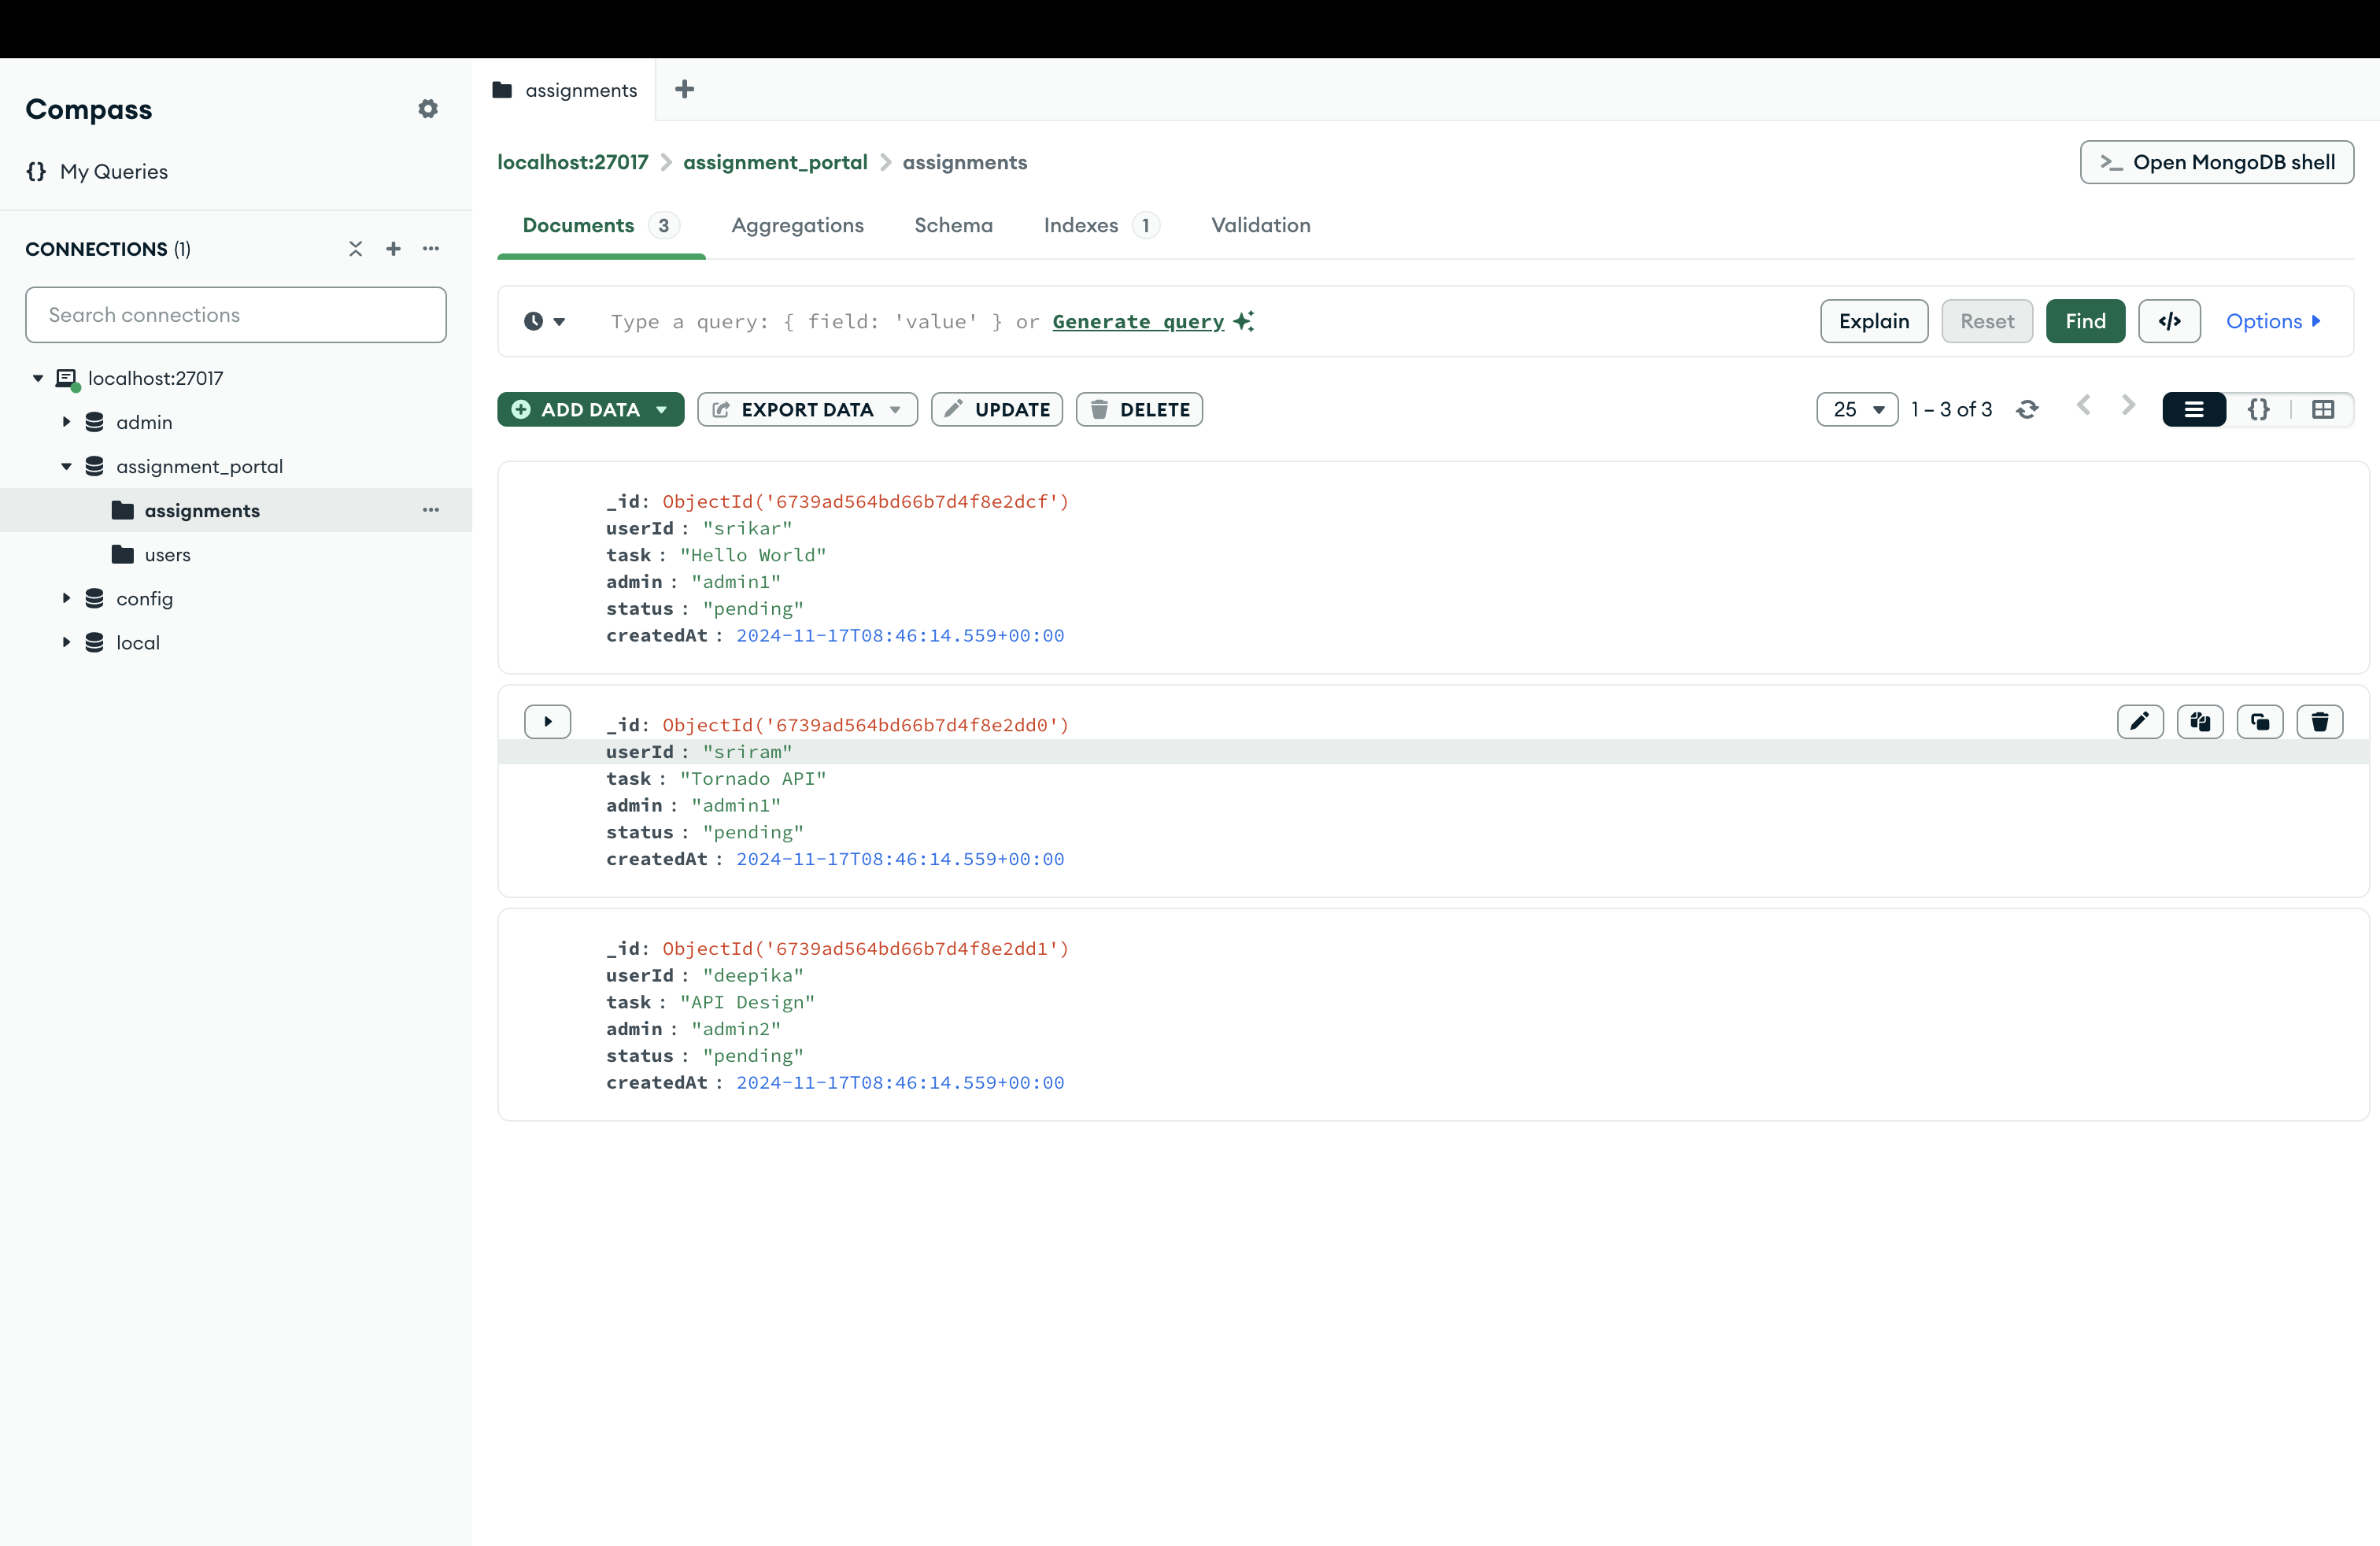 Compass
My Queries
CONNECTIONS (1)
Search connections
localhost:27017
admin
assignment_portal
assignments
users
config
local
assignments
localhost:27017 > assignment_portal > assignments
Open MongoDB shell
Documents 3 Aggregations Schema Indexes 1 Validation
Type a query: { field: 'value' } or Generate query
Explain Reset Find </> Options
ADD DATA EXPORT DATA UPDATE DELETE
25 1 – 3 of 3 {}
_id: ObjectId('6739ad564bd66b7d4f8e2dcf')
userId : "srikar"
task : "Hello World"
admin : "admin1"
status : "pending"
createdAt : 2024-11-17T08:46:14.559+00:00
_id: ObjectId('6739ad564bd66b7d4f8e2dd0')
userId : "sriram"
task : "Tornado API"
admin : "admin1"
status : "pending"
createdAt : 2024-11-17T08:46:14.559+00:00
_id: ObjectId('6739ad564bd66b7d4f8e2dd1')
userId : "deepika"
task : "API Design"
admin : "admin2"
status : "pending"
createdAt : 2024-11-17T08:46:14.559+00:00